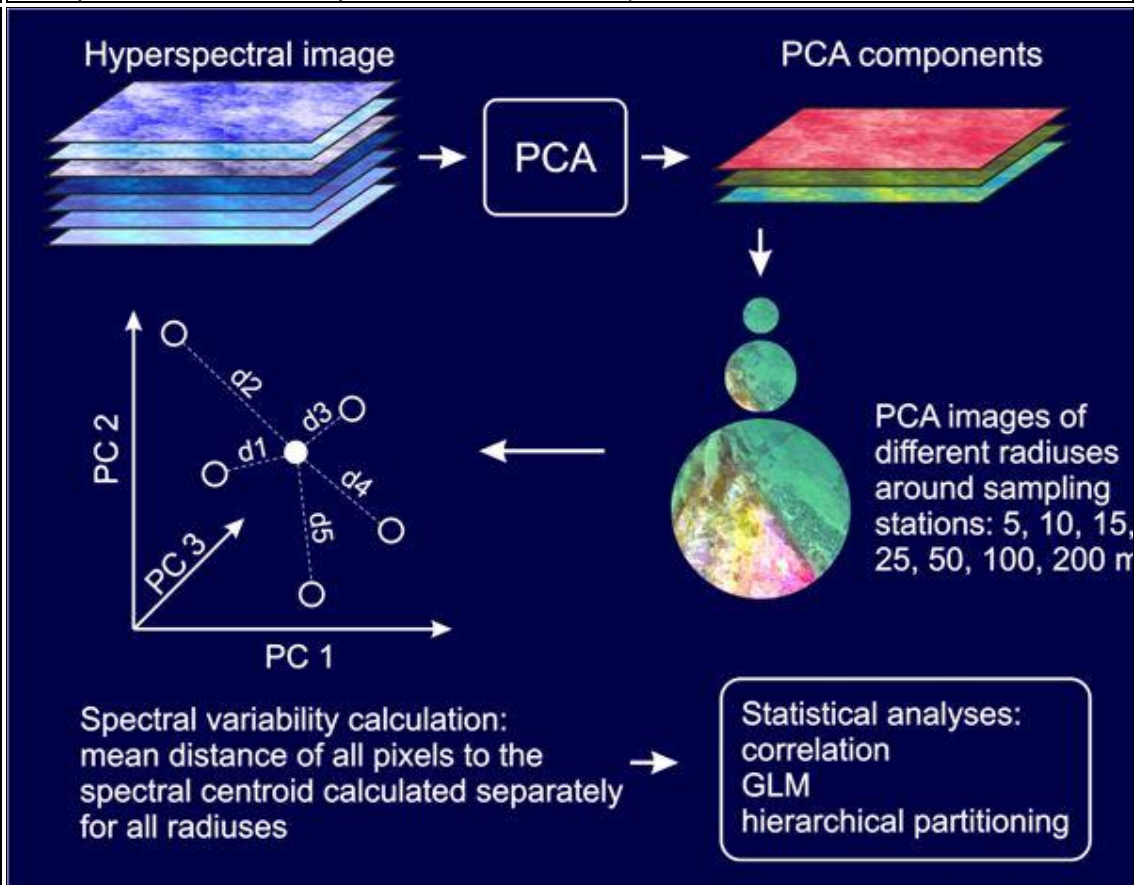 Hyperspectral image
PCA
PCA components
PCA images of
different radiuses
around sampling
stations: 5, 10, 15,
25, 50, 100, 200 m
PC 2
d2
d3
d1
d4
d5
PC 3
PC 1
Spectral variability calculation:
mean distance of all pixels to the
spectral centroid calculated separately
for all radiuses
Statistical analyses:
correlation
GLM
hierarchical partitioning